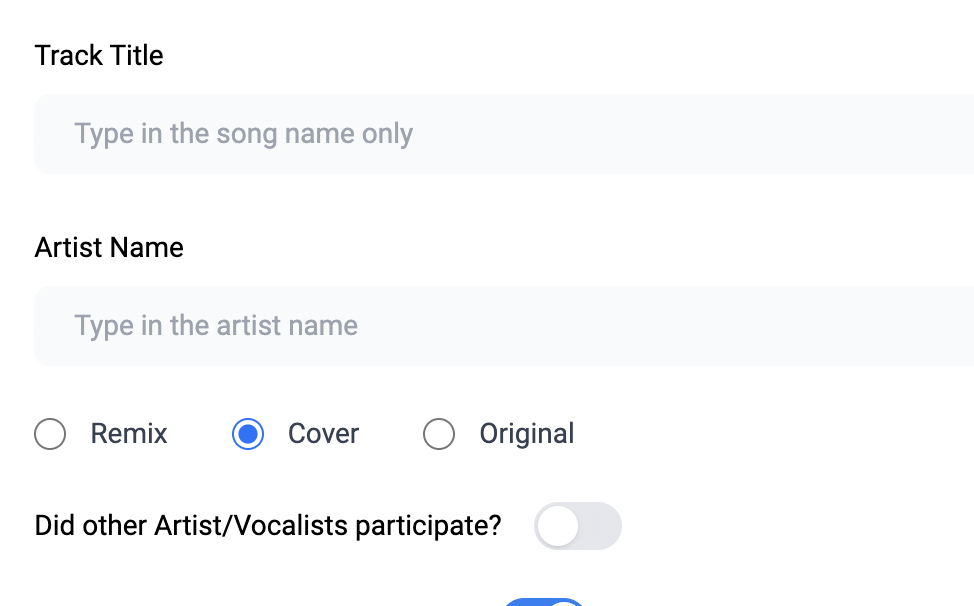 Track Title
Type in the song name only
Artist Name
Type in the artist name
Remix Cover Original
Did other Artist/Vocalists participate?